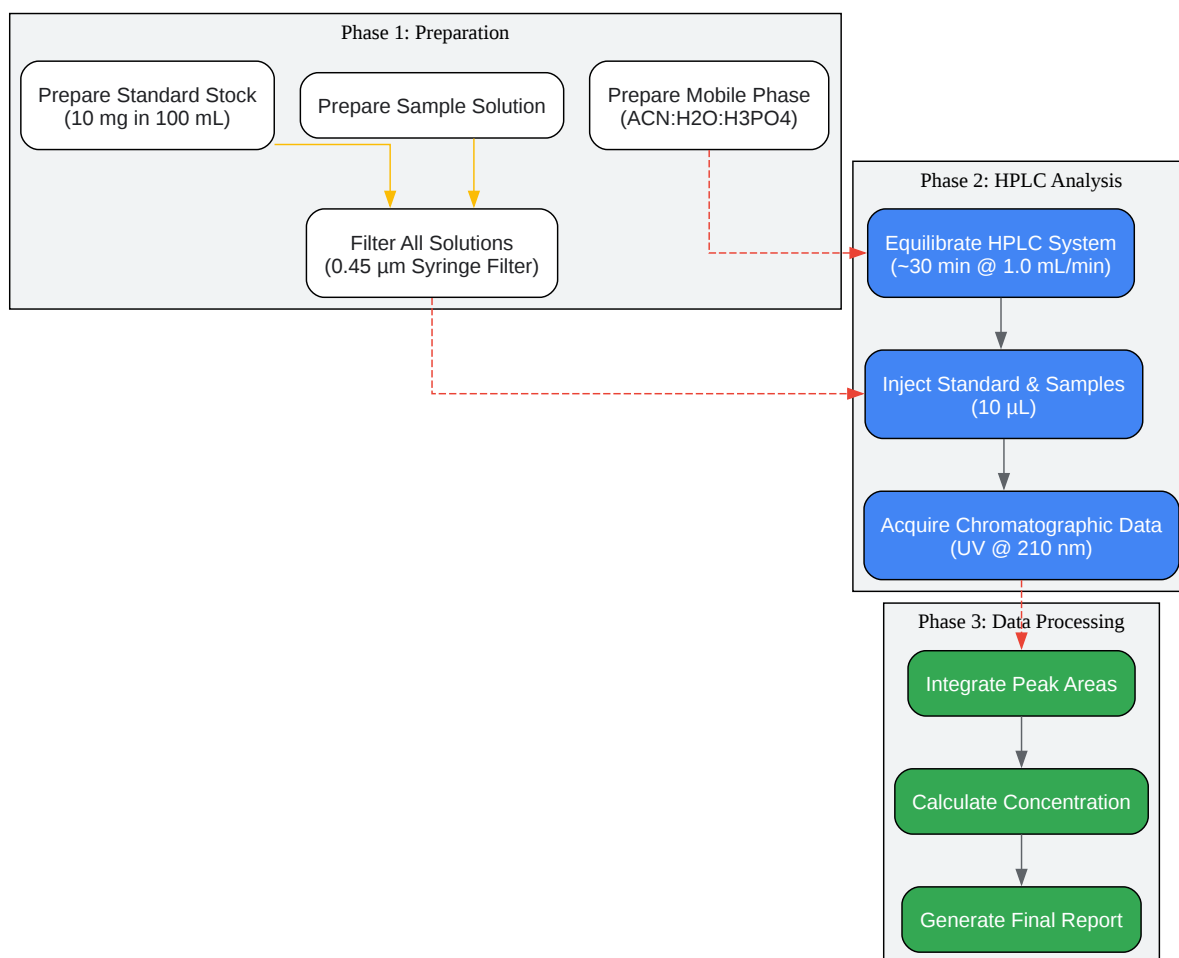 Phase 1: Preparation
Prepare Standard Stock
(10 mg in 100 mL)
Prepare Sample Solution
Prepare Mobile Phase
(ACN:H2O:H3PO4)
Filter All Solutions
(0.45 µm Syringe Filter)
Phase 2: HPLC Analysis
Equilibrate HPLC System
(~30 min @ 1.0 mL/min)
Inject Standard & Samples
(10 µL)
Acquire Chromatographic Data
(UV @ 210 nm)
Phase 3: Data Processing
Integrate Peak Areas
Calculate Concentration
Generate Final Report